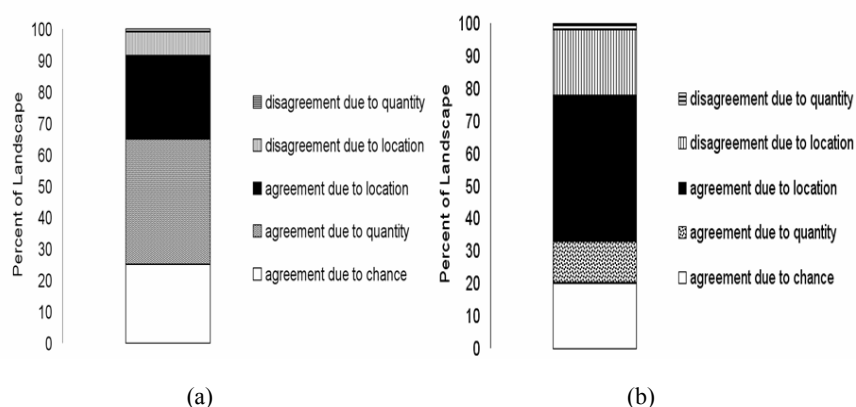 Percent of Landscape
100
90
80
70
60
50
40
30
20
10
0
disagreement due to quantity
disagreement due to location
agreement due to location
agreement due to quantity
agreement due to chance
(a)
Percent of Landscape
100
90
80
70
60
50
40
30
20
10
0
disagreement due to quantity
disagreement due to location
agreement due to location
agreement due to quantity
agreement due to chance
(b)